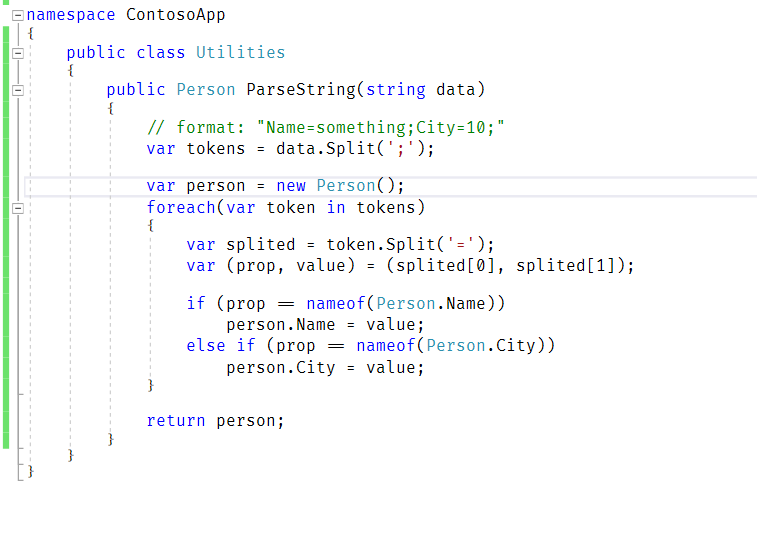 namespace ContosoApp
{
public class Utilities
{
public Person ParseString(string data)
{
// format: "Name=something;City=10;"
var tokens = data.Split(';');
var person = new Person();
foreach(var token in tokens)
{
var splited = token.Split('=');
var (prop, value) = (splited[0], splited[1]);
if (prop == nameof(Person.Name))
person.Name = value;
else if (prop == nameof(Person.City))
person.City = value;
}
return person;
}
}
}